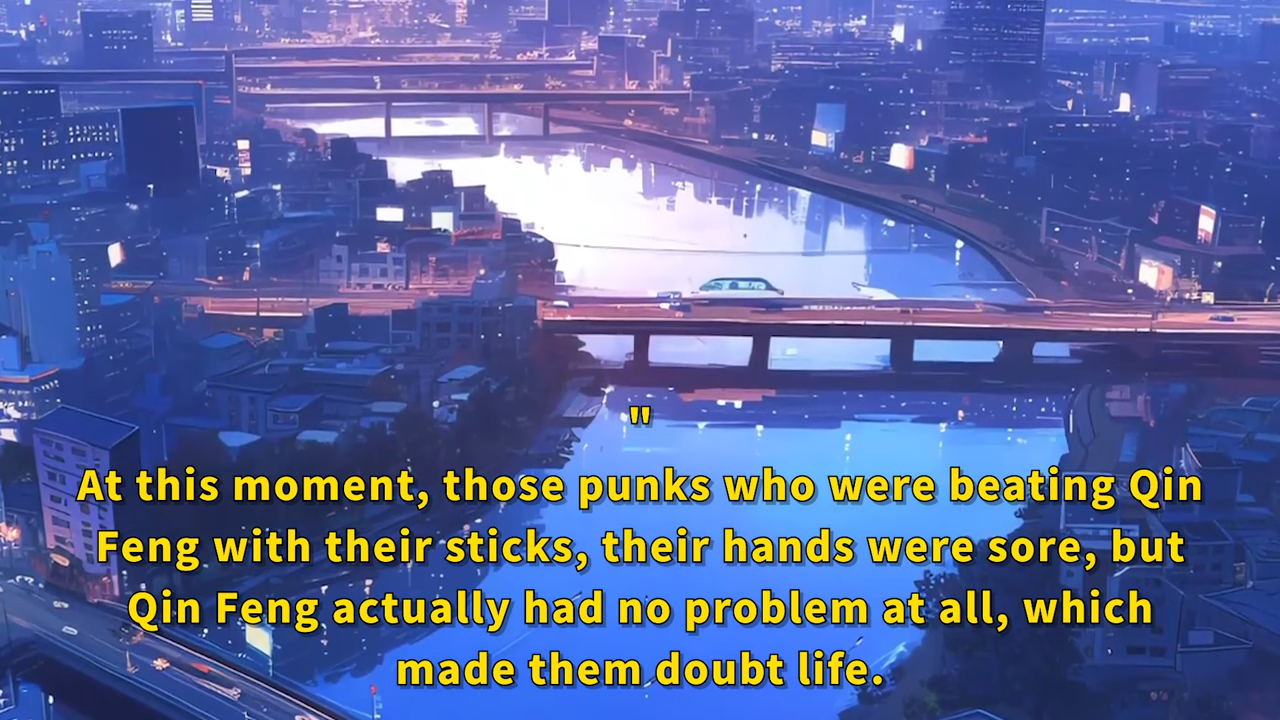 "
At this moment, those punks who were beating Qin
Feng with their sticks, their hands were sore, but
Qin Feng actually had no problem at all, which
made them doubt life.